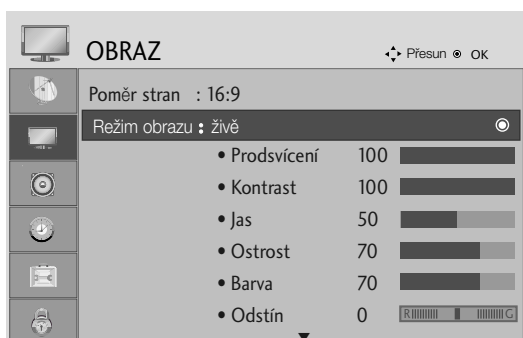 OBRAZ
Přesun OK
Poměr stran : 16:9
Režim obrazu : živě
• Prodsvícení 100
• Kontrast 100
• Jas 50
• Ostrost 70
• Barva 70
• Odstín 0 R G